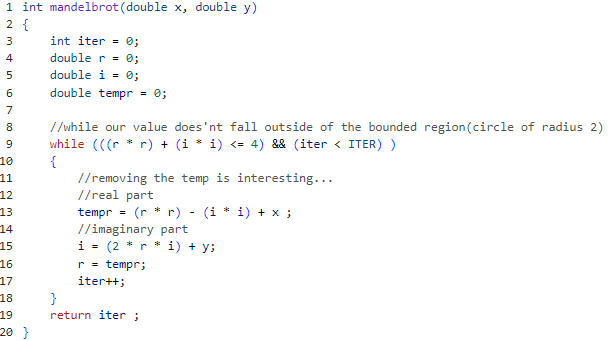 1 int mandelbrot(double x, double y)
2 {
3     int iter = 0;
4     double r = 0;
5     double i = 0;
6     double tempr = 0;
7
8     //while our value does'nt fall outside of the bounded region(circle of radius 2)
9     while (((r * r) + (i * i) <= 4) && (iter < ITER) )
10     {
11         //removing the temp is interesting...
12         //real part
13         tempr = (r * r) - (i * i) + x ;
14         //imaginary part
15         i = (2 * r * i) + y;
16         r = tempr;
17         iter++;
18     }
19     return iter ;
20 }